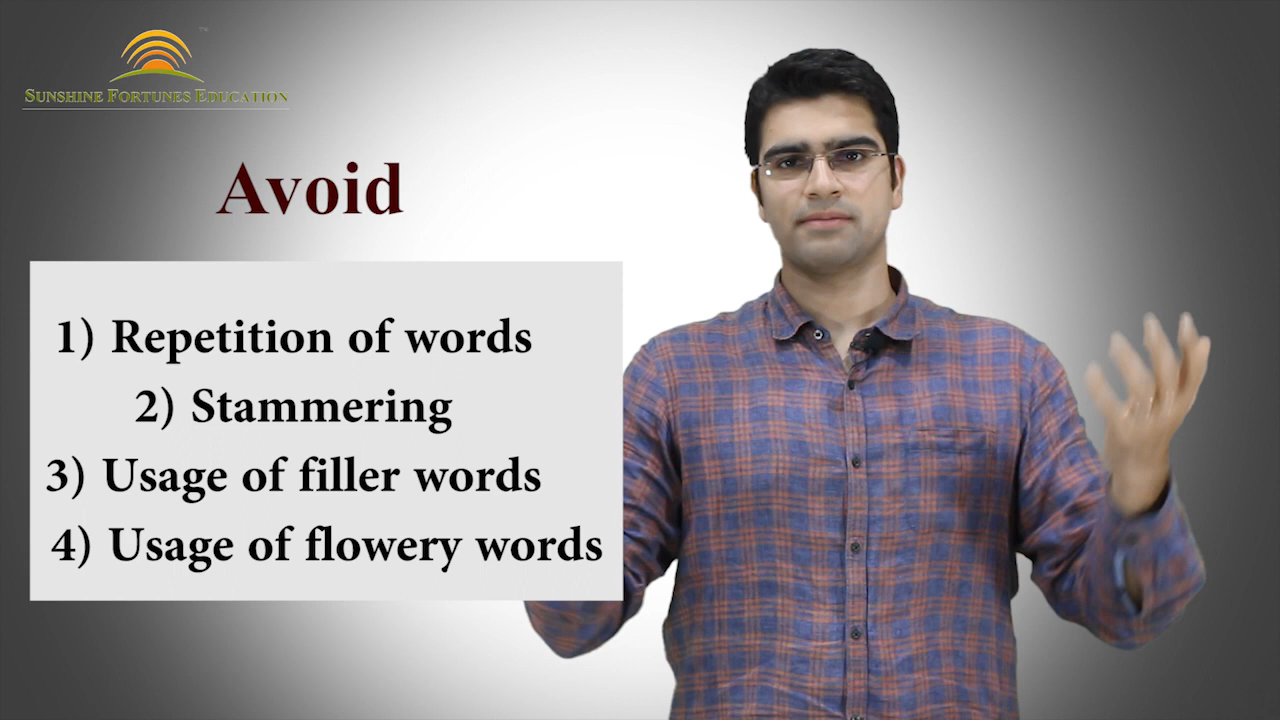 TM
SUNSHINE FORTUNES EDUCATION
Avoid
1) Repetition of words
2) Stammering
3) Usage of filler words
4) Usage of flowery words